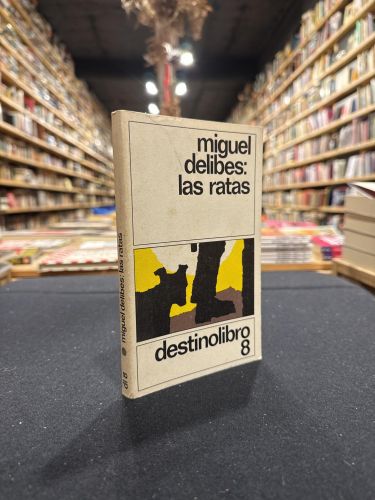 miguel
delibes:
las ratas
destinolibro
8
miguel delibes: las ratas